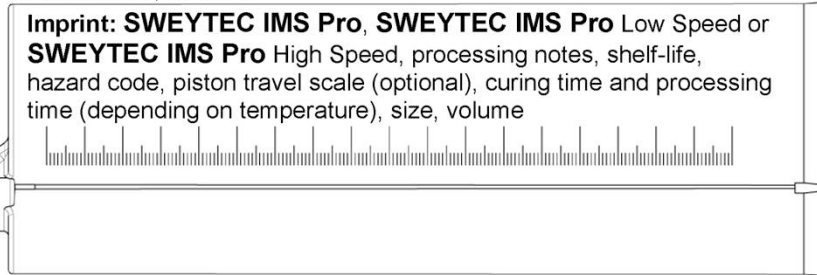 Imprint: SWEYTEC IMS Pro, SWEYTEC IMS Pro Low Speed or
SWEYTEC IMS Pro High Speed, processing notes, shelf-life,
hazard code, piston travel scale (optional), curing time and processing
time (depending on temperature), size, volume